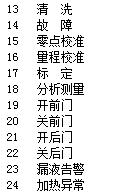 13 清 洗
14 故 障
15 零点校准
16 量程校准
17 标 定
18 分析测量
19 开前门
20 关前门
21 开后门
22 关后门
23 漏液告警
24 加热异常